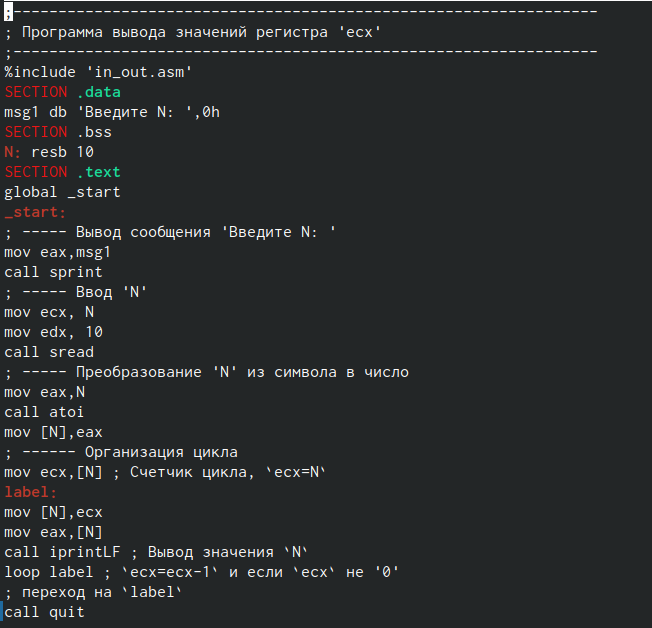 ;-----------------------------------------------------------------
; Программа вывода значений регистра 'ecx'
;-----------------------------------------------------------------
%include 'in_out.asm'
SECTION .data
msg1 db 'Введите N: ',0h
SECTION .bss
N: resb 10
SECTION .text
global _start
_start:
; ----- Вывод сообщения 'Введите N: '
mov eax,msg1
call sprint
; ----- Ввод 'N'
mov ecx, N
mov edx, 10
call sread
; ----- Преобразование 'N' из символа в число
mov eax,N
call atoi
mov [N],eax
; ------ Организация цикла
mov ecx,[N] ; Счетчик цикла, `ecx=N`
label:
mov [N],ecx
mov eax,[N]
call iprintLF ; Вывод значения `N`
loop label ; `ecx=ecx-1` и если `ecx` не '0'
; переход на `label`
call quit